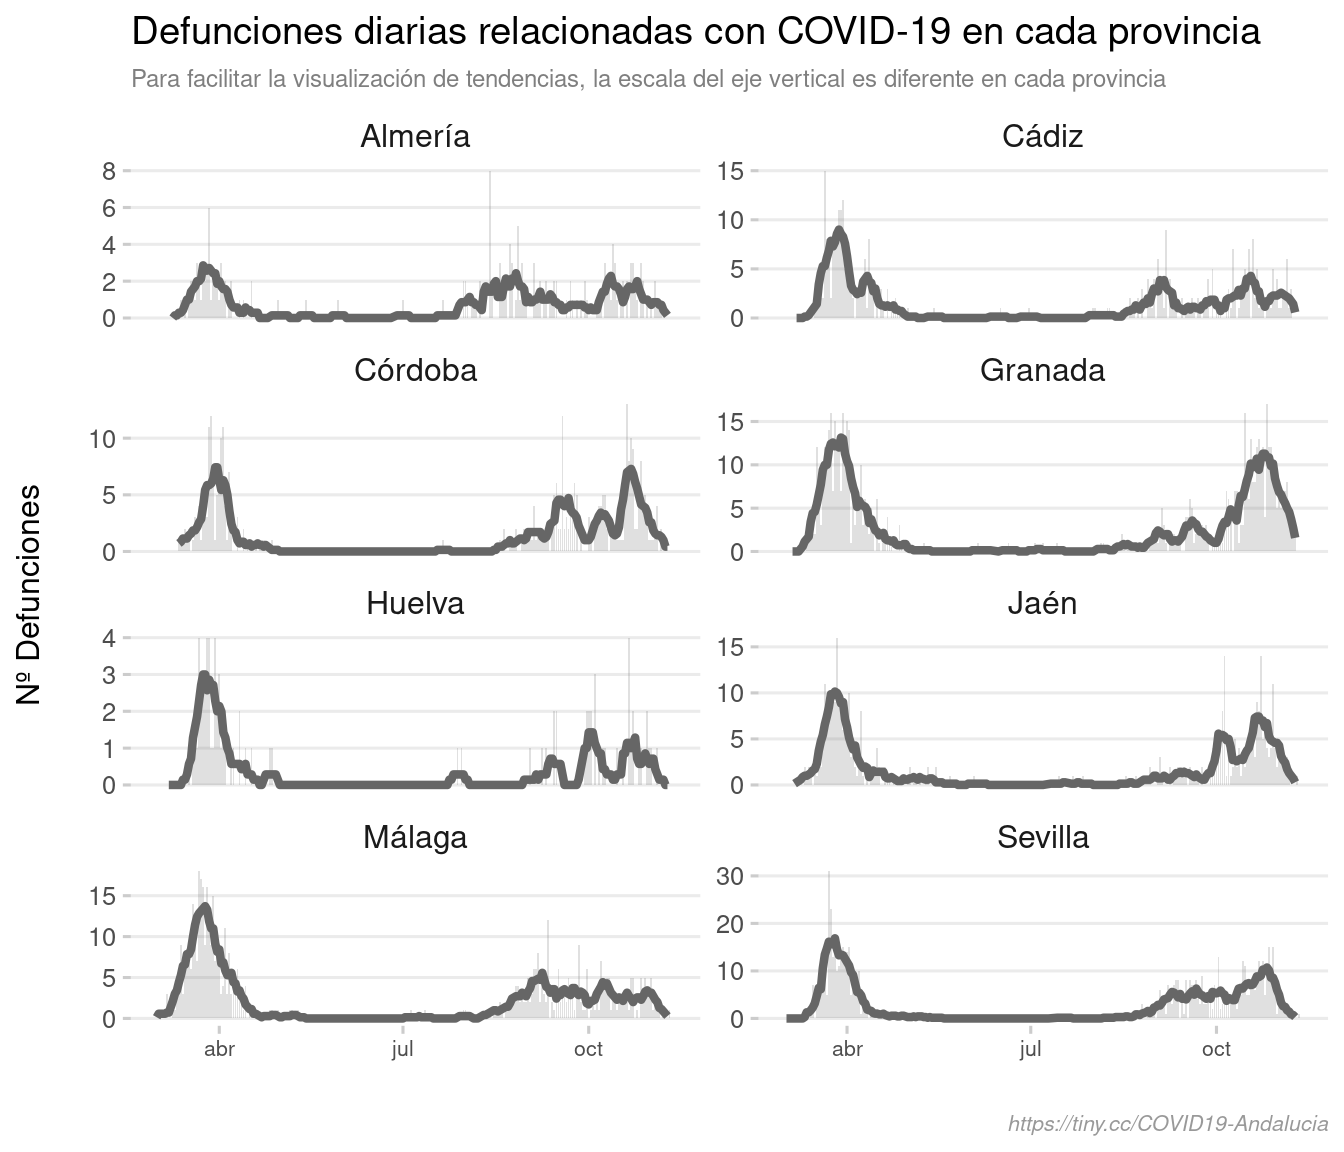 Defunciones diarias relacionadas con COVID-19 en cada provincia
Para facilitar la visualización de tendencias, la escala del eje vertical es diferente en cada provincia
Nº Defunciones
Almería
8
6
4
2
0
Cádiz
15
10
5
0
Córdoba
10
5
0
Granada
15
10
5
0
Huelva
4
3
2
1
0
Jaén
15
10
5
0
Málaga
15
10
5
0
abr jul oct
Sevilla
30
20
10
0
abr jul oct
https://tiny.cc/COVID19-Andalucia